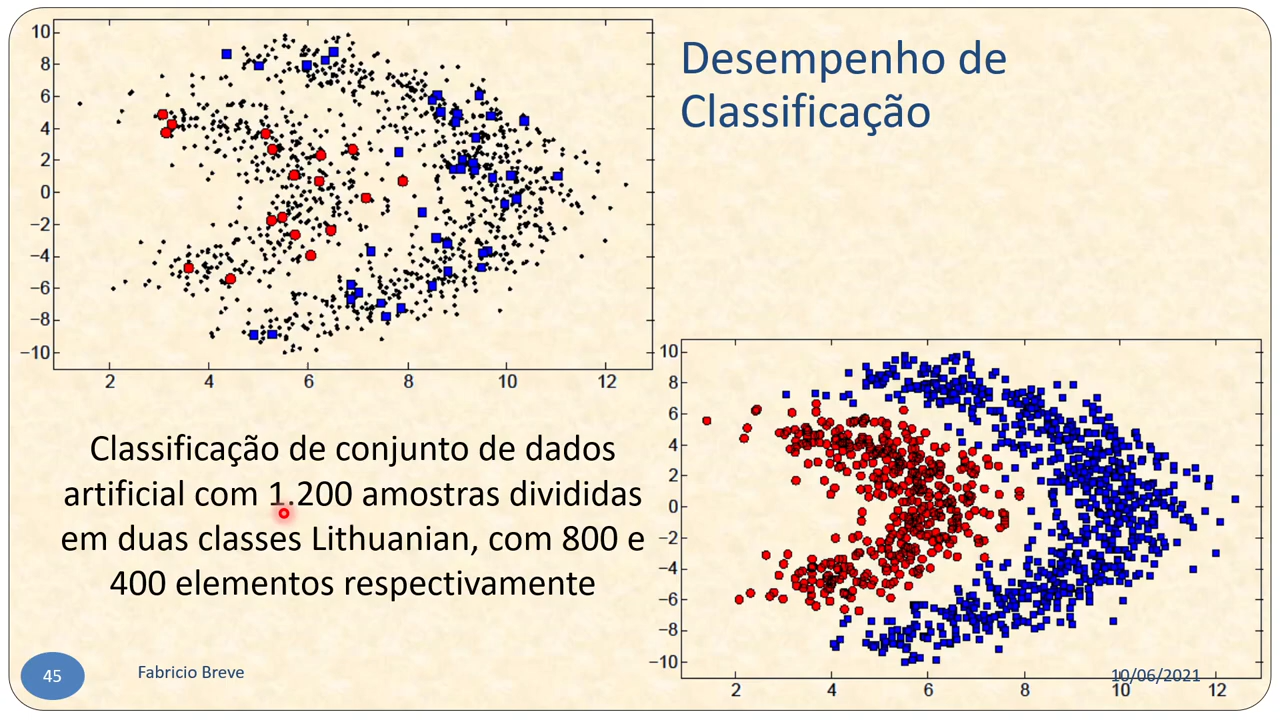 10
8
6
4
2
0
−2
−4
−6
−8
−10
2 4 6 8 10 12
Desempenho de
Classificação
Classificação de conjunto de dados
artificial com 1.200 amostras divididas
em duas classes Lithuanian, com 800 e
400 elementos respectivamente
10
8
6
4
2
0
−2
−4
−6
−8
−10
2 4 6 8 10 12
45
Fabricio Breve
10/06/2021